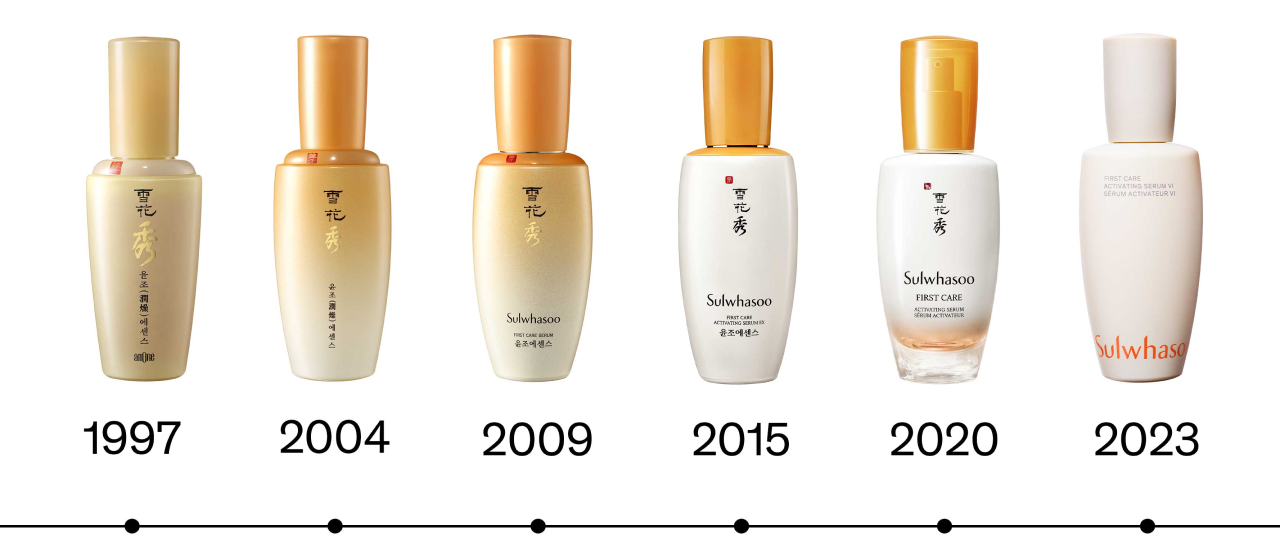 雪
花
秀
윤
조
(潤
燥)
에
센
스
雪
花
秀
윤
조
(潤
燥)
에
센
스
雪
花
秀
Sulwhasoo
FIRST CARE SERUM
윤조에센스
雪
花
秀
Sulwhasoo
FIRST CARE
ACTIVATING SERUM EX
윤조에센스
雪
花
秀
Sulwhasoo
FIRST CARE
ACTIVATING SERUM
SÉRUM ACTIVATEUR
FIRST CARE
ACTIVATING SERUM VI
SÉRUM ACTIVATEUR VI
Sulwhaso
1997
2004
2009
2015
2020
2023